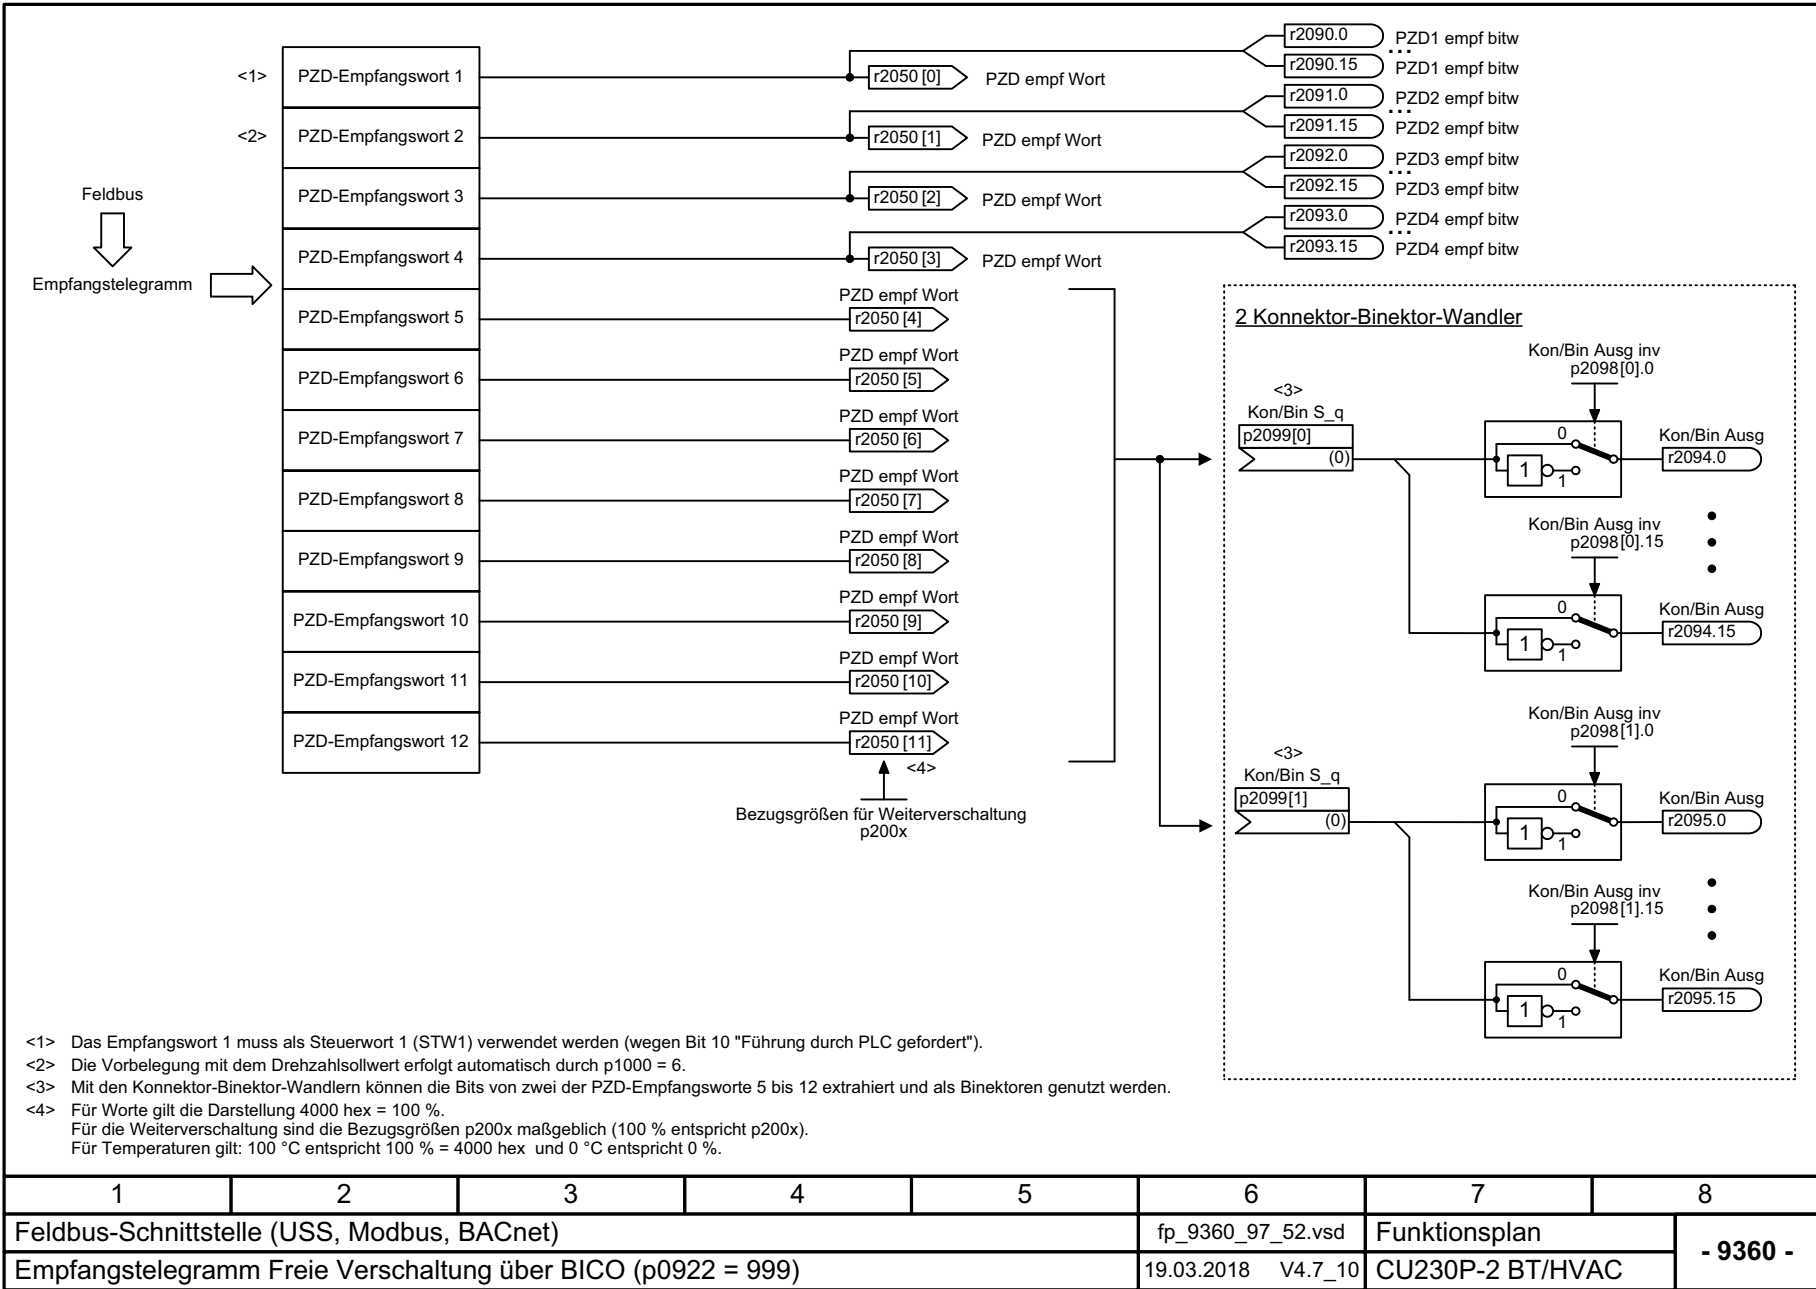 Feldbus
Empfangstelegramm
<1> PZD-Empfangswort 1
<2> PZD-Empfangswort 2
PZD-Empfangswort 3
PZD-Empfangswort 4
PZD-Empfangswort 5
PZD-Empfangswort 6
PZD-Empfangswort 7
PZD-Empfangswort 8
PZD-Empfangswort 9
PZD-Empfangswort 10
PZD-Empfangswort 11
PZD-Empfangswort 12
r2050 [0] PZD empf Wort
r2050 [1] PZD empf Wort
r2050 [2] PZD empf Wort
r2050 [3] PZD empf Wort
PZD empf Wort
r2050 [4]
PZD empf Wort
r2050 [5]
PZD empf Wort
r2050 [6]
PZD empf Wort
r2050 [7]
PZD empf Wort
r2050 [8]
PZD empf Wort
r2050 [9]
PZD empf Wort
r2050 [10]
PZD empf Wort
r2050 [11]
<4>
Bezugsgrößen für Weiterverschaltung
p200x
r2090.0 PZD1 empf bitw
...
r2090.15 PZD1 empf bitw
r2091.0 PZD2 empf bitw
...
r2091.15 PZD2 empf bitw
r2092.0 PZD3 empf bitw
...
r2092.15 PZD3 empf bitw
r2093.0 PZD4 empf bitw
...
r2093.15 PZD4 empf bitw
2 Konnektor-Binektor-Wandler
<3>
Kon/Bin S_q
p2099[0]
(0)
Kon/Bin Ausg inv
p2098[0].0
0
1
1
Kon/Bin Ausg
r2094.0
Kon/Bin Ausg inv
p2098[0].15
0
1
1
Kon/Bin Ausg
r2094.15
<3>
Kon/Bin S_q
p2099[1]
(0)
Kon/Bin Ausg inv
p2098[1].0
0
1
1
Kon/Bin Ausg
r2095.0
Kon/Bin Ausg inv
p2098[1].15
0
1
1
Kon/Bin Ausg
r2095.15
<1> Das Empfangswort 1 muss als Steuerwort 1 (STW1) verwendet werden (wegen Bit 10 "Führung durch PLC gefordert").
<2> Die Vorbelegung mit dem Drehzahlsollwert erfolgt automatisch durch p1000 = 6.
<3> Mit den Konnektor-Binektor-Wandlern können die Bits von zwei der PZD-Empfangsworte 5 bis 12 extrahiert und als Binektoren genutzt werden.
<4> Für Worte gilt die Darstellung 4000 hex = 100 %.
Für die Weiterverschaltung sind die Bezugsgrößen p200x maßgeblich (100 % entspricht p200x).
Für Temperaturen gilt: 100 °C entspricht 100 % = 4000 hex und 0 °C entspricht 0 %.
1 2 3 4 5 6 7 8
Feldbus-Schnittstelle (USS, Modbus, BACnet) fp_9360_97_52.vsd Funktionsplan - 9360 -
Empfangstelegramm Freie Verschaltung über BICO (p0922 = 999) 19.03.2018 V4.7_10 CU230P-2 BT/HVAC